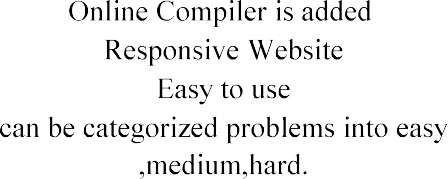 Online Compiler is added
Responsive Website
Easy to use
can be categorized problems into easy
,medium,hard.